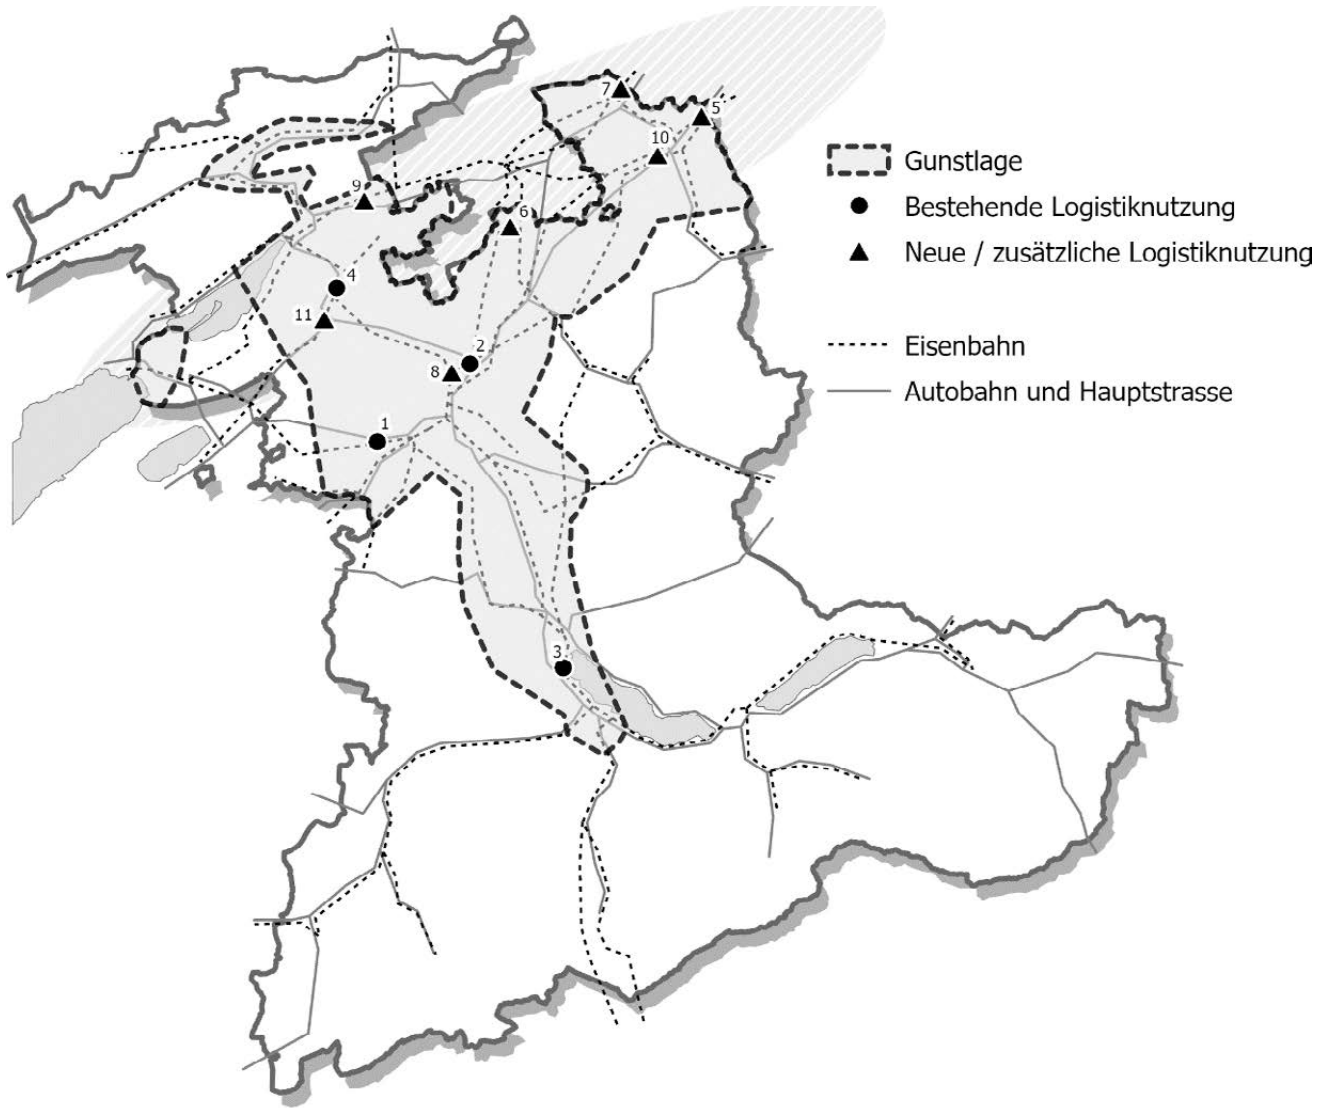 7
5
10
9
6
4
11
2
8
1
3
Gunstlage
Bestehende Logistiknutzung
Neue / zusätzliche Logistiknutzung
Eisenbahn
Autobahn und Hauptstrasse